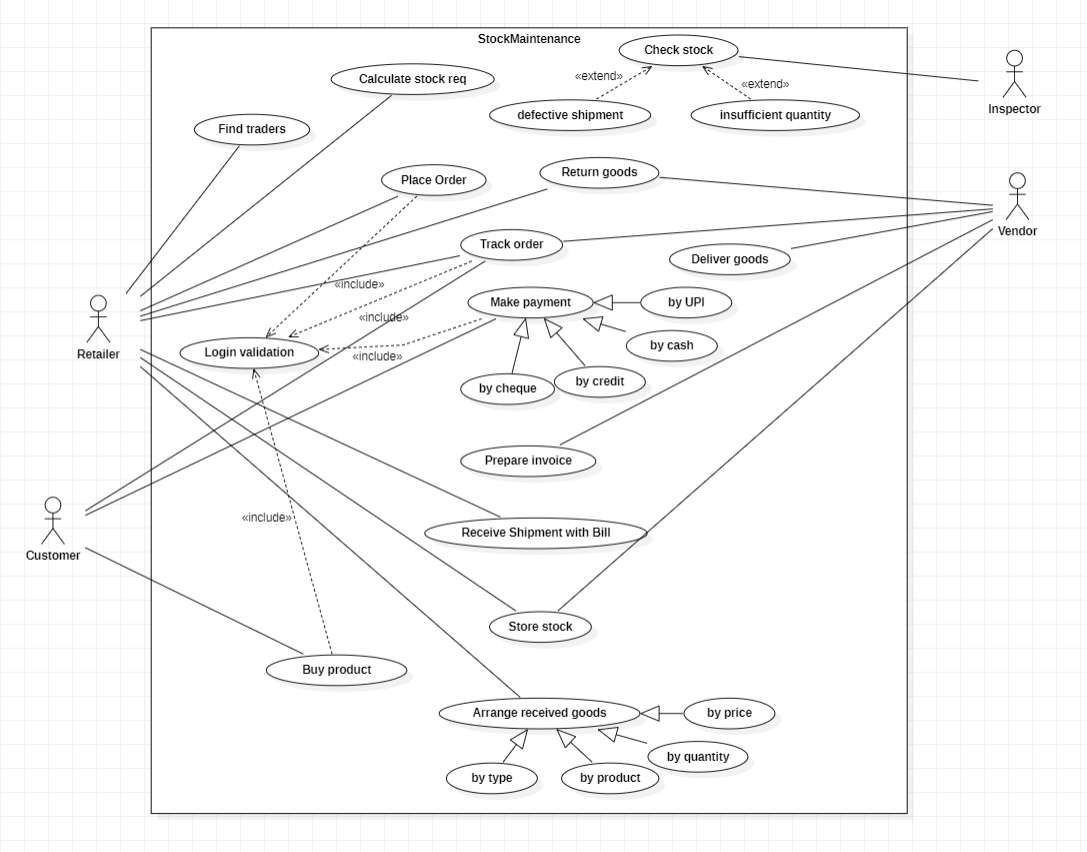 StockMaintenance
Check stock
Calculate stock req
«extend»
«extend»
Inspector
defective shipment
insufficient quantity
Find traders
Return goods
Place Order
Vendor
Track order
Deliver goods
«include»
Make payment
by UPI
«include»
by cash
Retailer
Login validation
«include»
by cheque
by credit
Prepare invoice
«include»
Receive Shipment with Bill
Customer
Store stock
Buy product
Arrange received goods
by price
by quantity
by type
by product